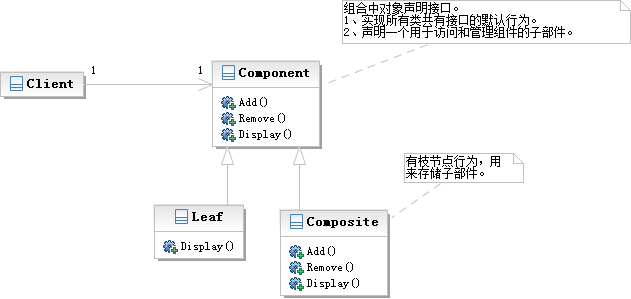 组合中对象声明接口。
1、实现所有类共有接口的默认行为。
2、声明一个用于访问和管理组件的子部件。
Client
1
1
Component
Add()
Remove()
Display()
有枝节点行为，用
来存储子部件。
Leaf
Display()
Composite
Add()
Remove()
Display()